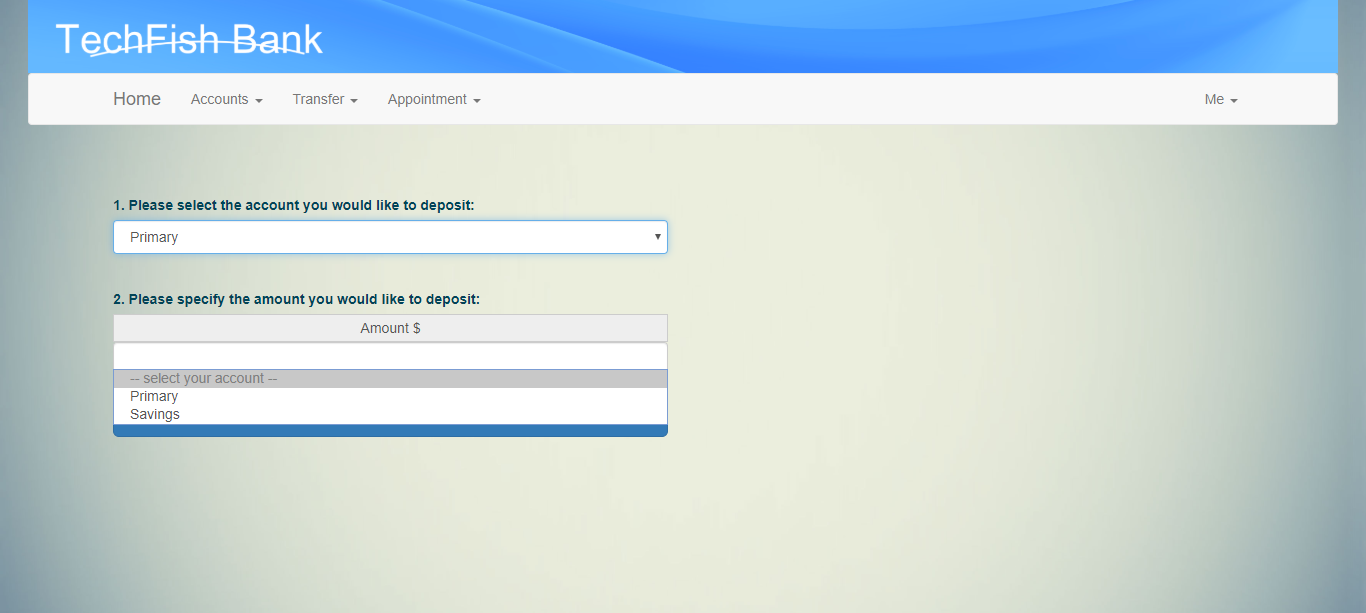 TechFish Bank
Home Accounts Transfer Appointment Me
1. Please select the account you would like to deposit:
Primary
2. Please specify the amount you would like to deposit:
Amount $
-- select your account --
Primary
Savings